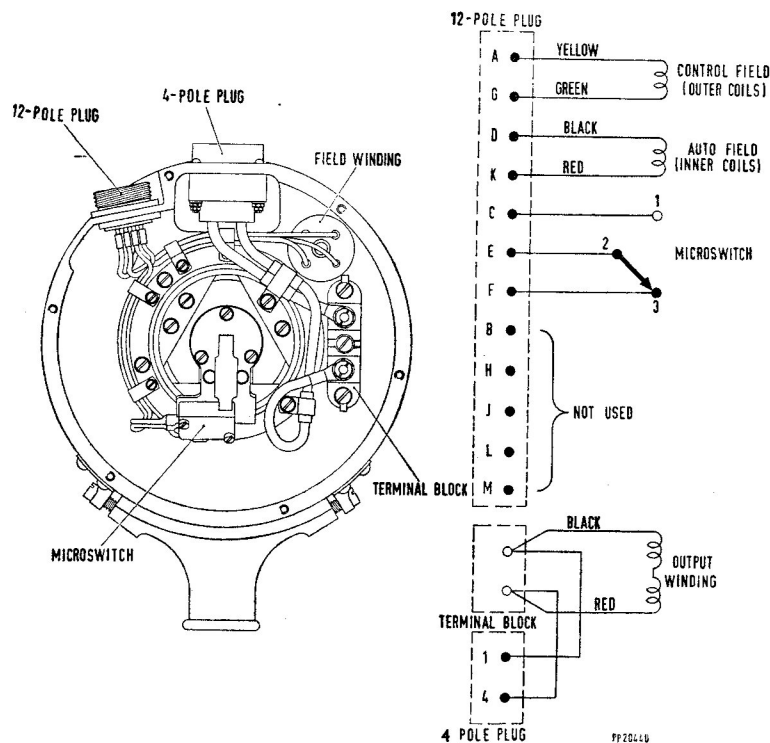 12-POLE PLUG
4-POLE PLUG
FIELD WINDING
TERMINAL BLOCK
MICROSWITCH
12-POLE PLUG
A
YELLOW
G
GREEN
CONTROL FIELD
(OUTER COILS)
D
BLACK
K
RED
AUTO FIELD
(INNER COILS)
C
1
E
2
MICROSWITCH
F
3
B
H
J
NOT USED
L
M
BLACK
RED
OUTPUT
WINDING
TERMINAL BLOCK
1
4
4 POLE PLUG